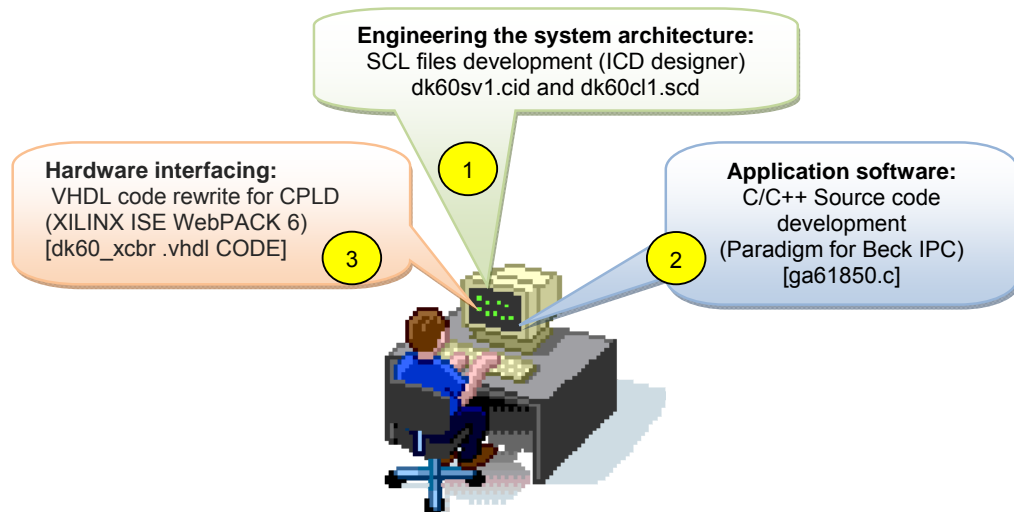 Engineering the system architecture:
SCL files development (ICD designer)
dk60sv1.cid and dk60cl1.scd
1
Hardware interfacing:
VHDL code rewrite for CPLD
(XILINX ISE WebPACK 6)
[dk60_xcbr .vhdl CODE]
3
Application software:
C/C++ Source code
development
(Paradigm for Beck IPC)
[ga61850.c]
2